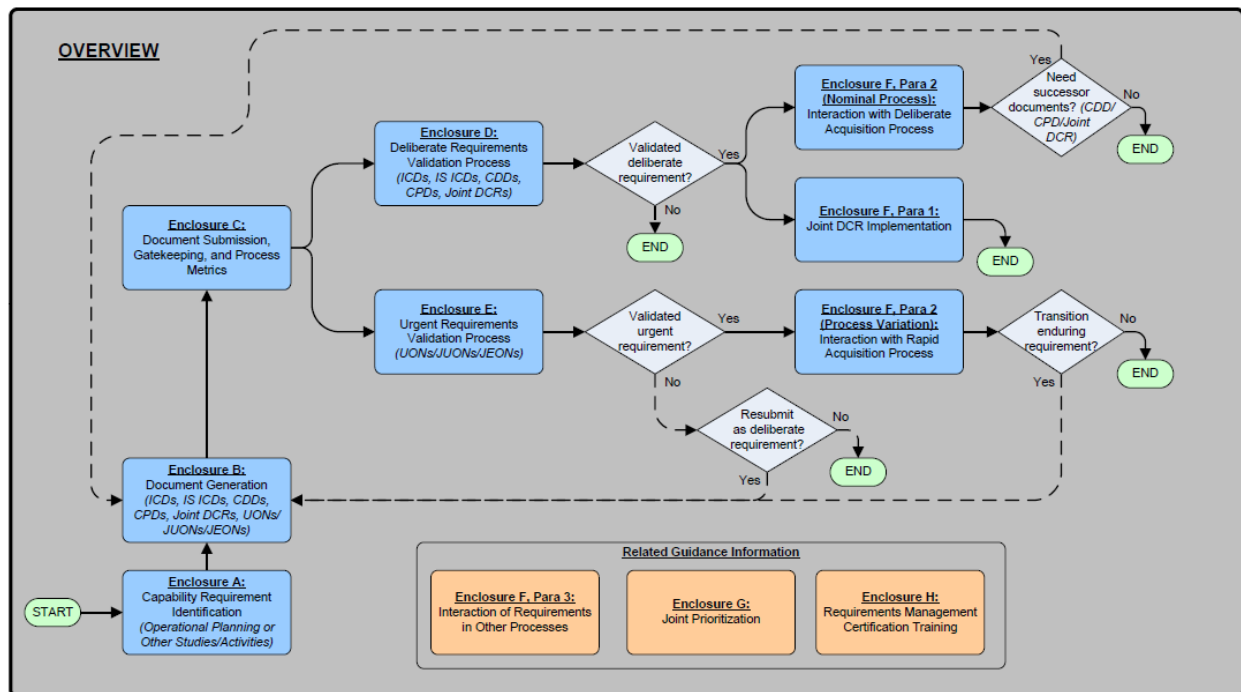 OVERVIEW
Yes
Need
successor
documents? (CDD/
CPD/Joint
DCR)
No
END
Enclosure F, Para 2
(Nominal Process):
Interaction with Deliberate
Acquisition Process
Enclosure D:
Deliberate Requirements
Validation Process
(ICDs, IS ICDs, CDDs,
CPDs, Joint DCRs)
Validated
deliberate
requirement?
Yes
No
END
Enclosure F, Para 1:
Joint DCR Implementation
END
Enclosure C:
Document Submission,
Gatekeeping, and Process
Metrics
Enclosure E:
Urgent Requirements
Validation Process
(UONs/JUONs/JEONs)
Validated
urgent
requirement?
Yes
No
Enclosure F, Para 2
(Process Variation):
Interaction with Rapid
Acquisition Process
Transition
enduring
requirement?
No
END
Yes
Resubmit
as deliberate
requirement?
No
END
Yes
Enclosure B:
Document Generation
(ICDs, IS ICDs, CDDs,
CPDs, Joint DCRs, UONs/
JUONs/JEONs)
START
Enclosure A:
Capability Requirement
Identification
(Operational Planning or
Other Studies/Activities)
Related Guidance Information
Enclosure F, Para 3:
Interaction of Requirements
in Other Processes
Enclosure G:
Joint Prioritization
Enclosure H:
Requirements Management
Certification Training